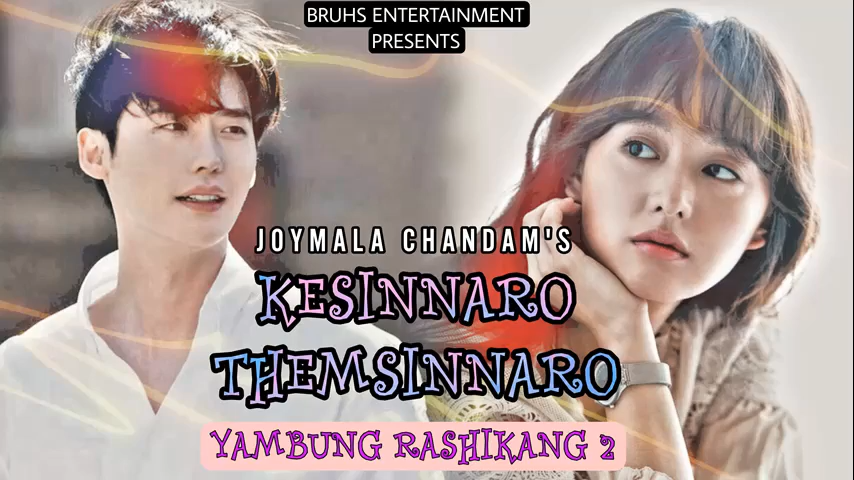 BRUHS ENTERTAINMENT
PRESENTS
JOYMALA CHANDAM'S
KESINNARO
THEMSINNARO
YAMBUNG RASHIKANG 2